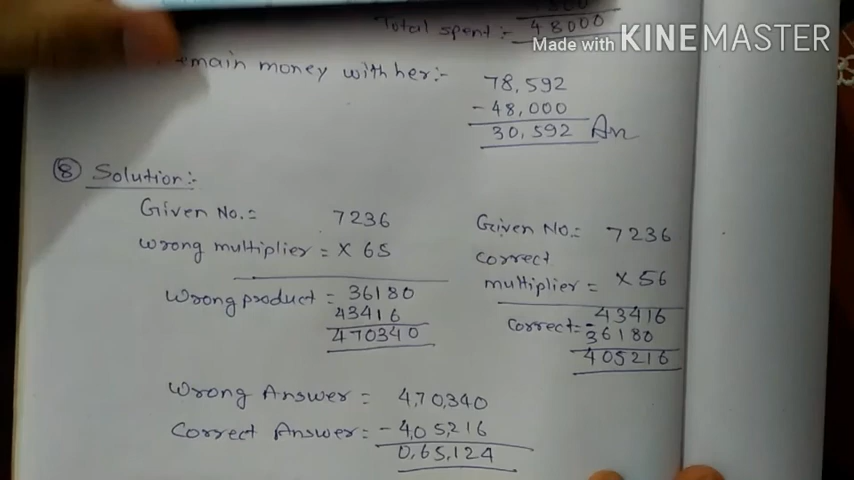 Total spent :- 48000
Made with KINEMASTER
remain money with her:-
78,592
- 48,000
30,592 An
8 Solution:-
Given No. = 7236
wrong multiplier = X 65
Wrong product = 36180
43416
470340
Given No. = 7236
correct
multiplier = X 56
43416
correct =
36180
405216
Wrong Answer = 4,70,340
Correct Answer = - 4,05,216
0,65,124